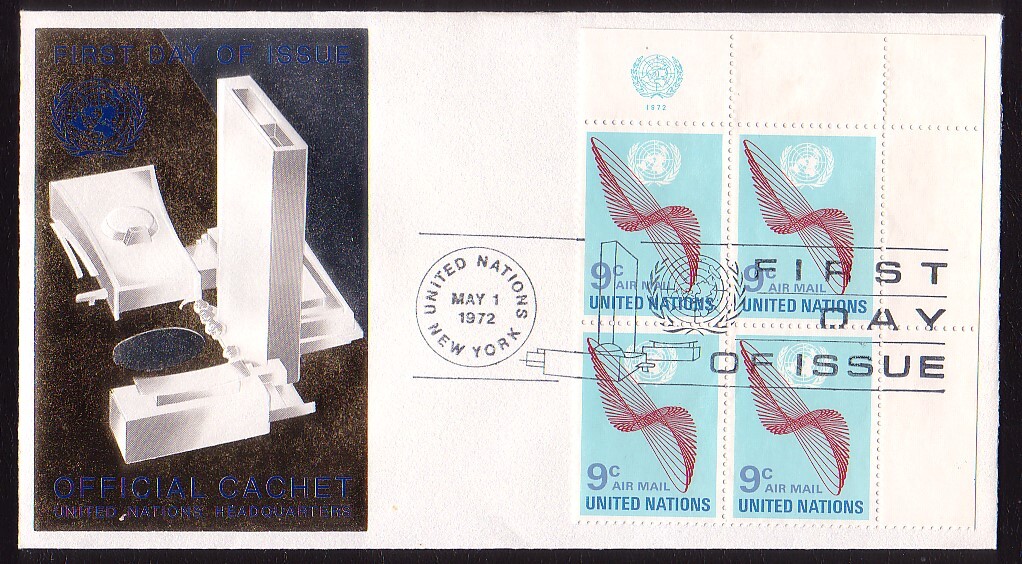 FIRST DAY OF ISSUE
OFFICIAL CACHET
UNITED NATIONS HEADQUARTERS
UNITED NATIONS
MAY 1
1972
NEW YORK
1972
9c
AIR MAIL
UNITED NATIONS
9c
AIR MAIL
UNITED NATIONS
FIRST
DAY
OF ISSUE
9c
AIR MAIL
UNITED NATIONS
9c
AIR MAIL
UNITED NATIONS